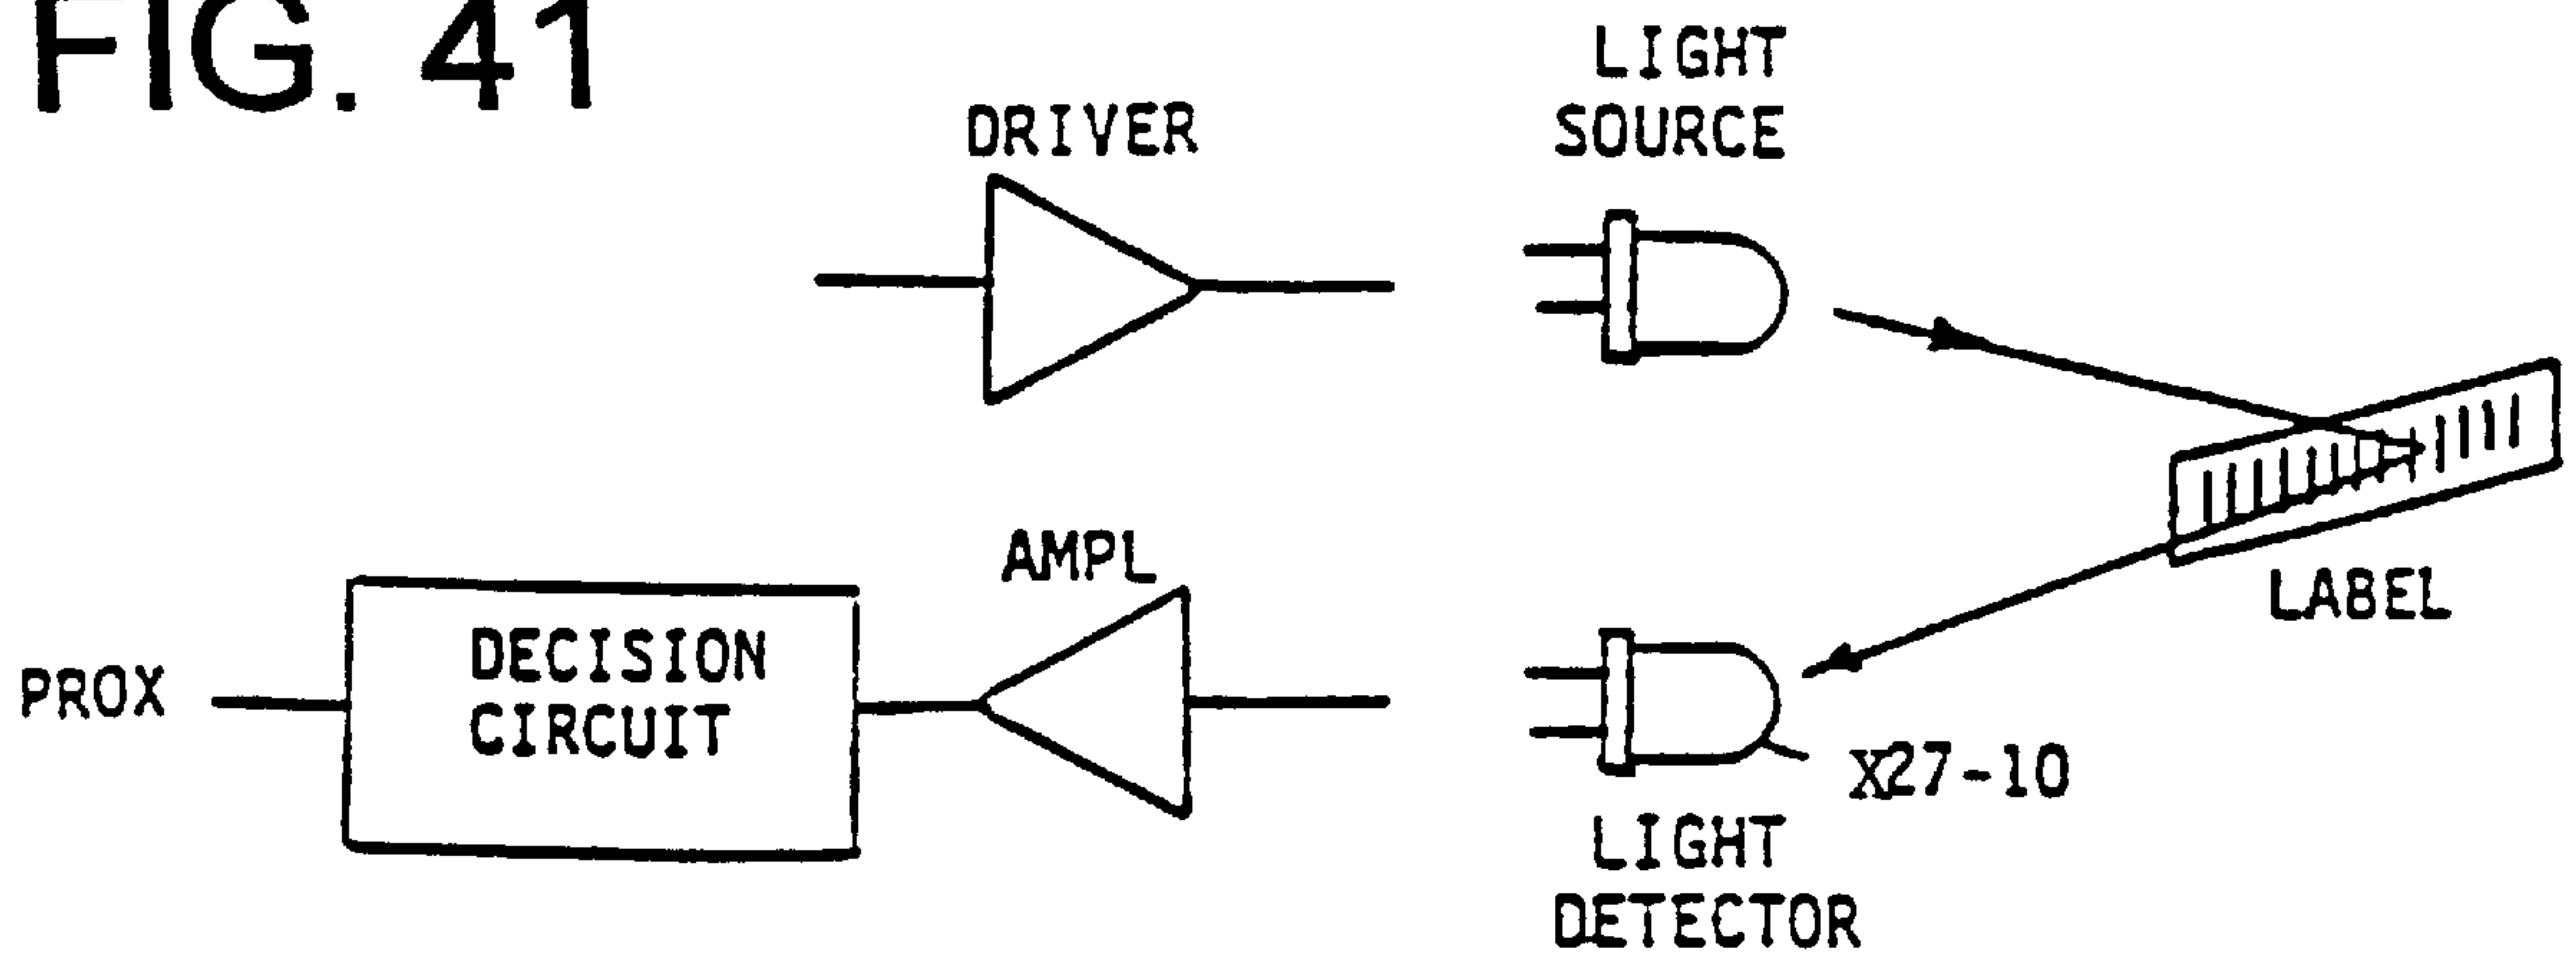 FIG. 41
LIGHT
SOURCE
DRIVER
AMPL
LABEL
DECISION
CIRCUIT
PROX
X27-10
LIGHT
DETECTOR